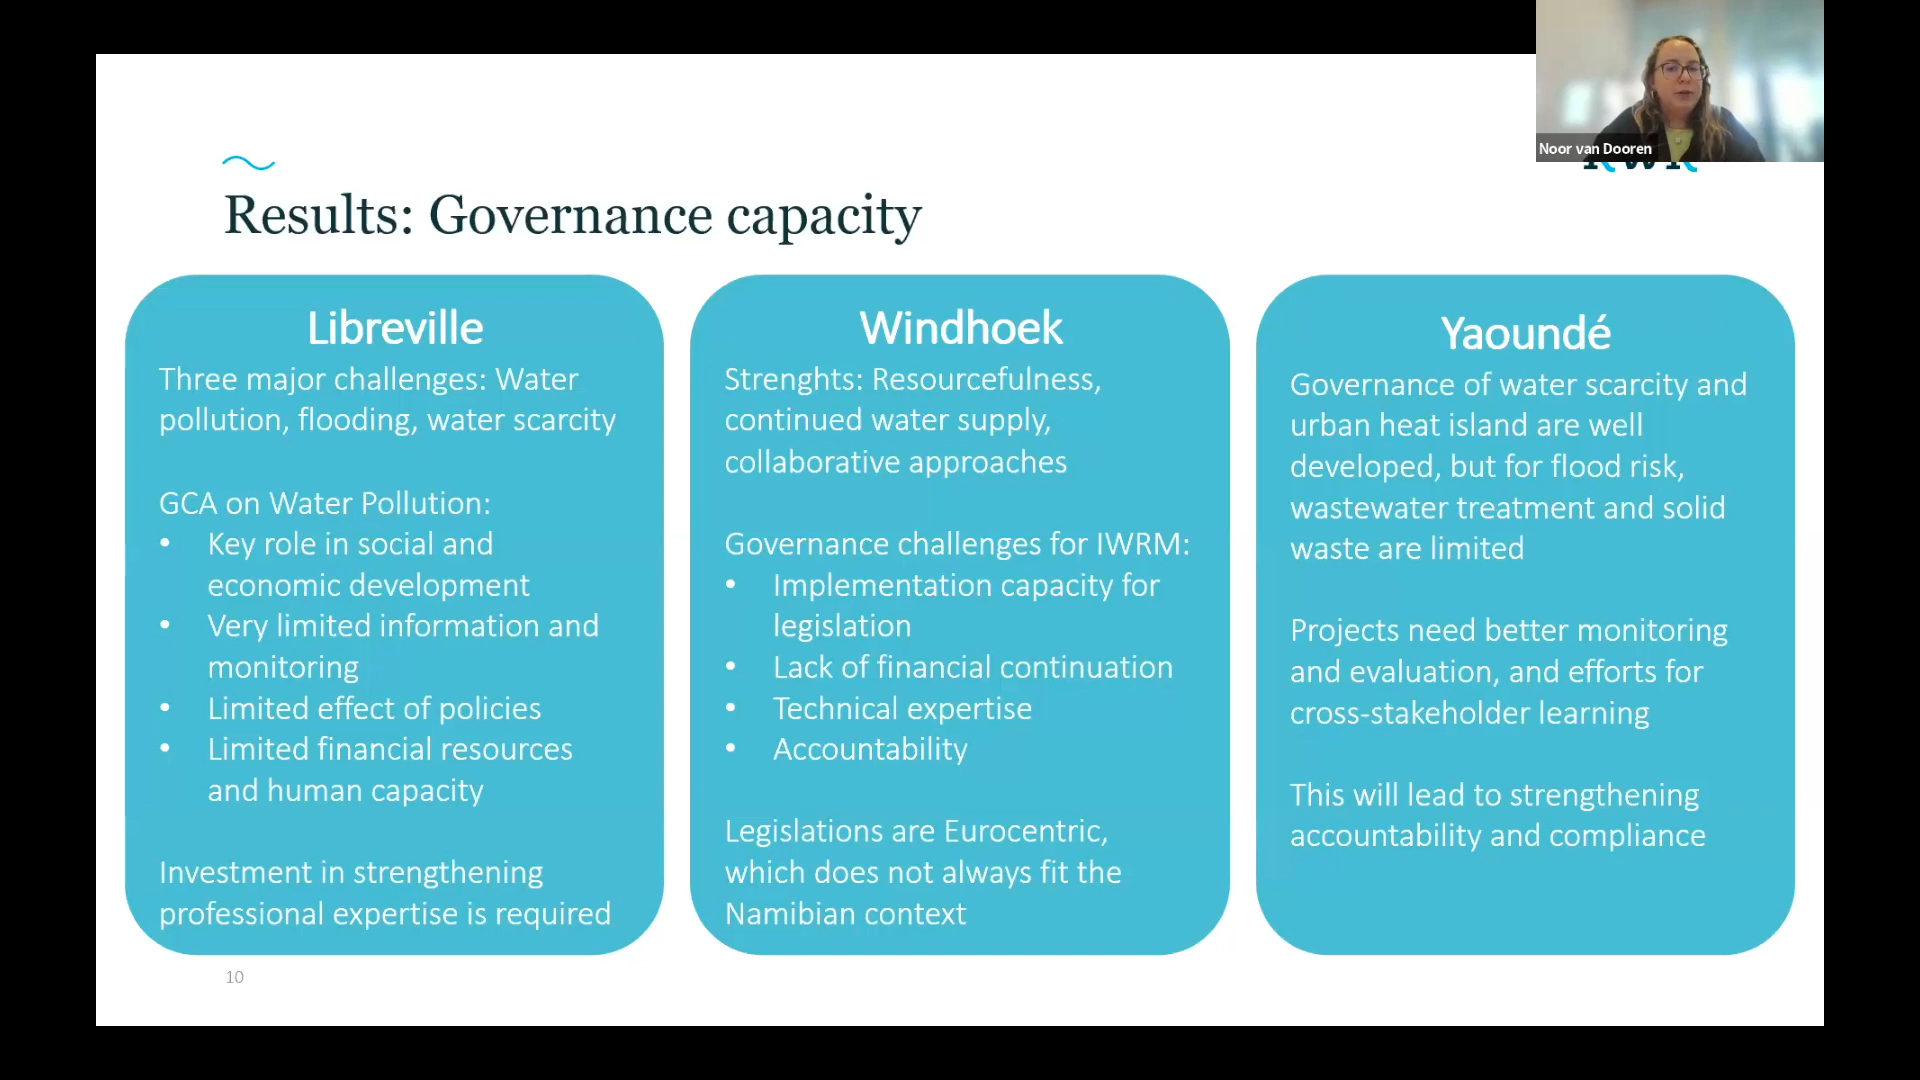 Noor van Dooren
Results: Governance capacity
Libreville
Three major challenges: Water
pollution, flooding, water scarcity
GCA on Water Pollution:
• Key role in social and
economic development
• Very limited information and
monitoring
• Limited effect of policies
• Limited financial resources
and human capacity
Investment in strengthening
professional expertise is required
Windhoek
Strenghts: Resourcefulness,
continued water supply,
collaborative approaches
Governance challenges for IWRM:
• Implementation capacity for
legislation
• Lack of financial continuation
• Technical expertise
• Accountability
Legislations are Eurocentric,
which does not always fit the
Namibian context
Yaoundé
Governance of water scarcity and
urban heat island are well
developed, but for flood risk,
wastewater treatment and solid
waste are limited
Projects need better monitoring
and evaluation, and efforts for
cross-stakeholder learning
This will lead to strengthening
accountability and compliance
10